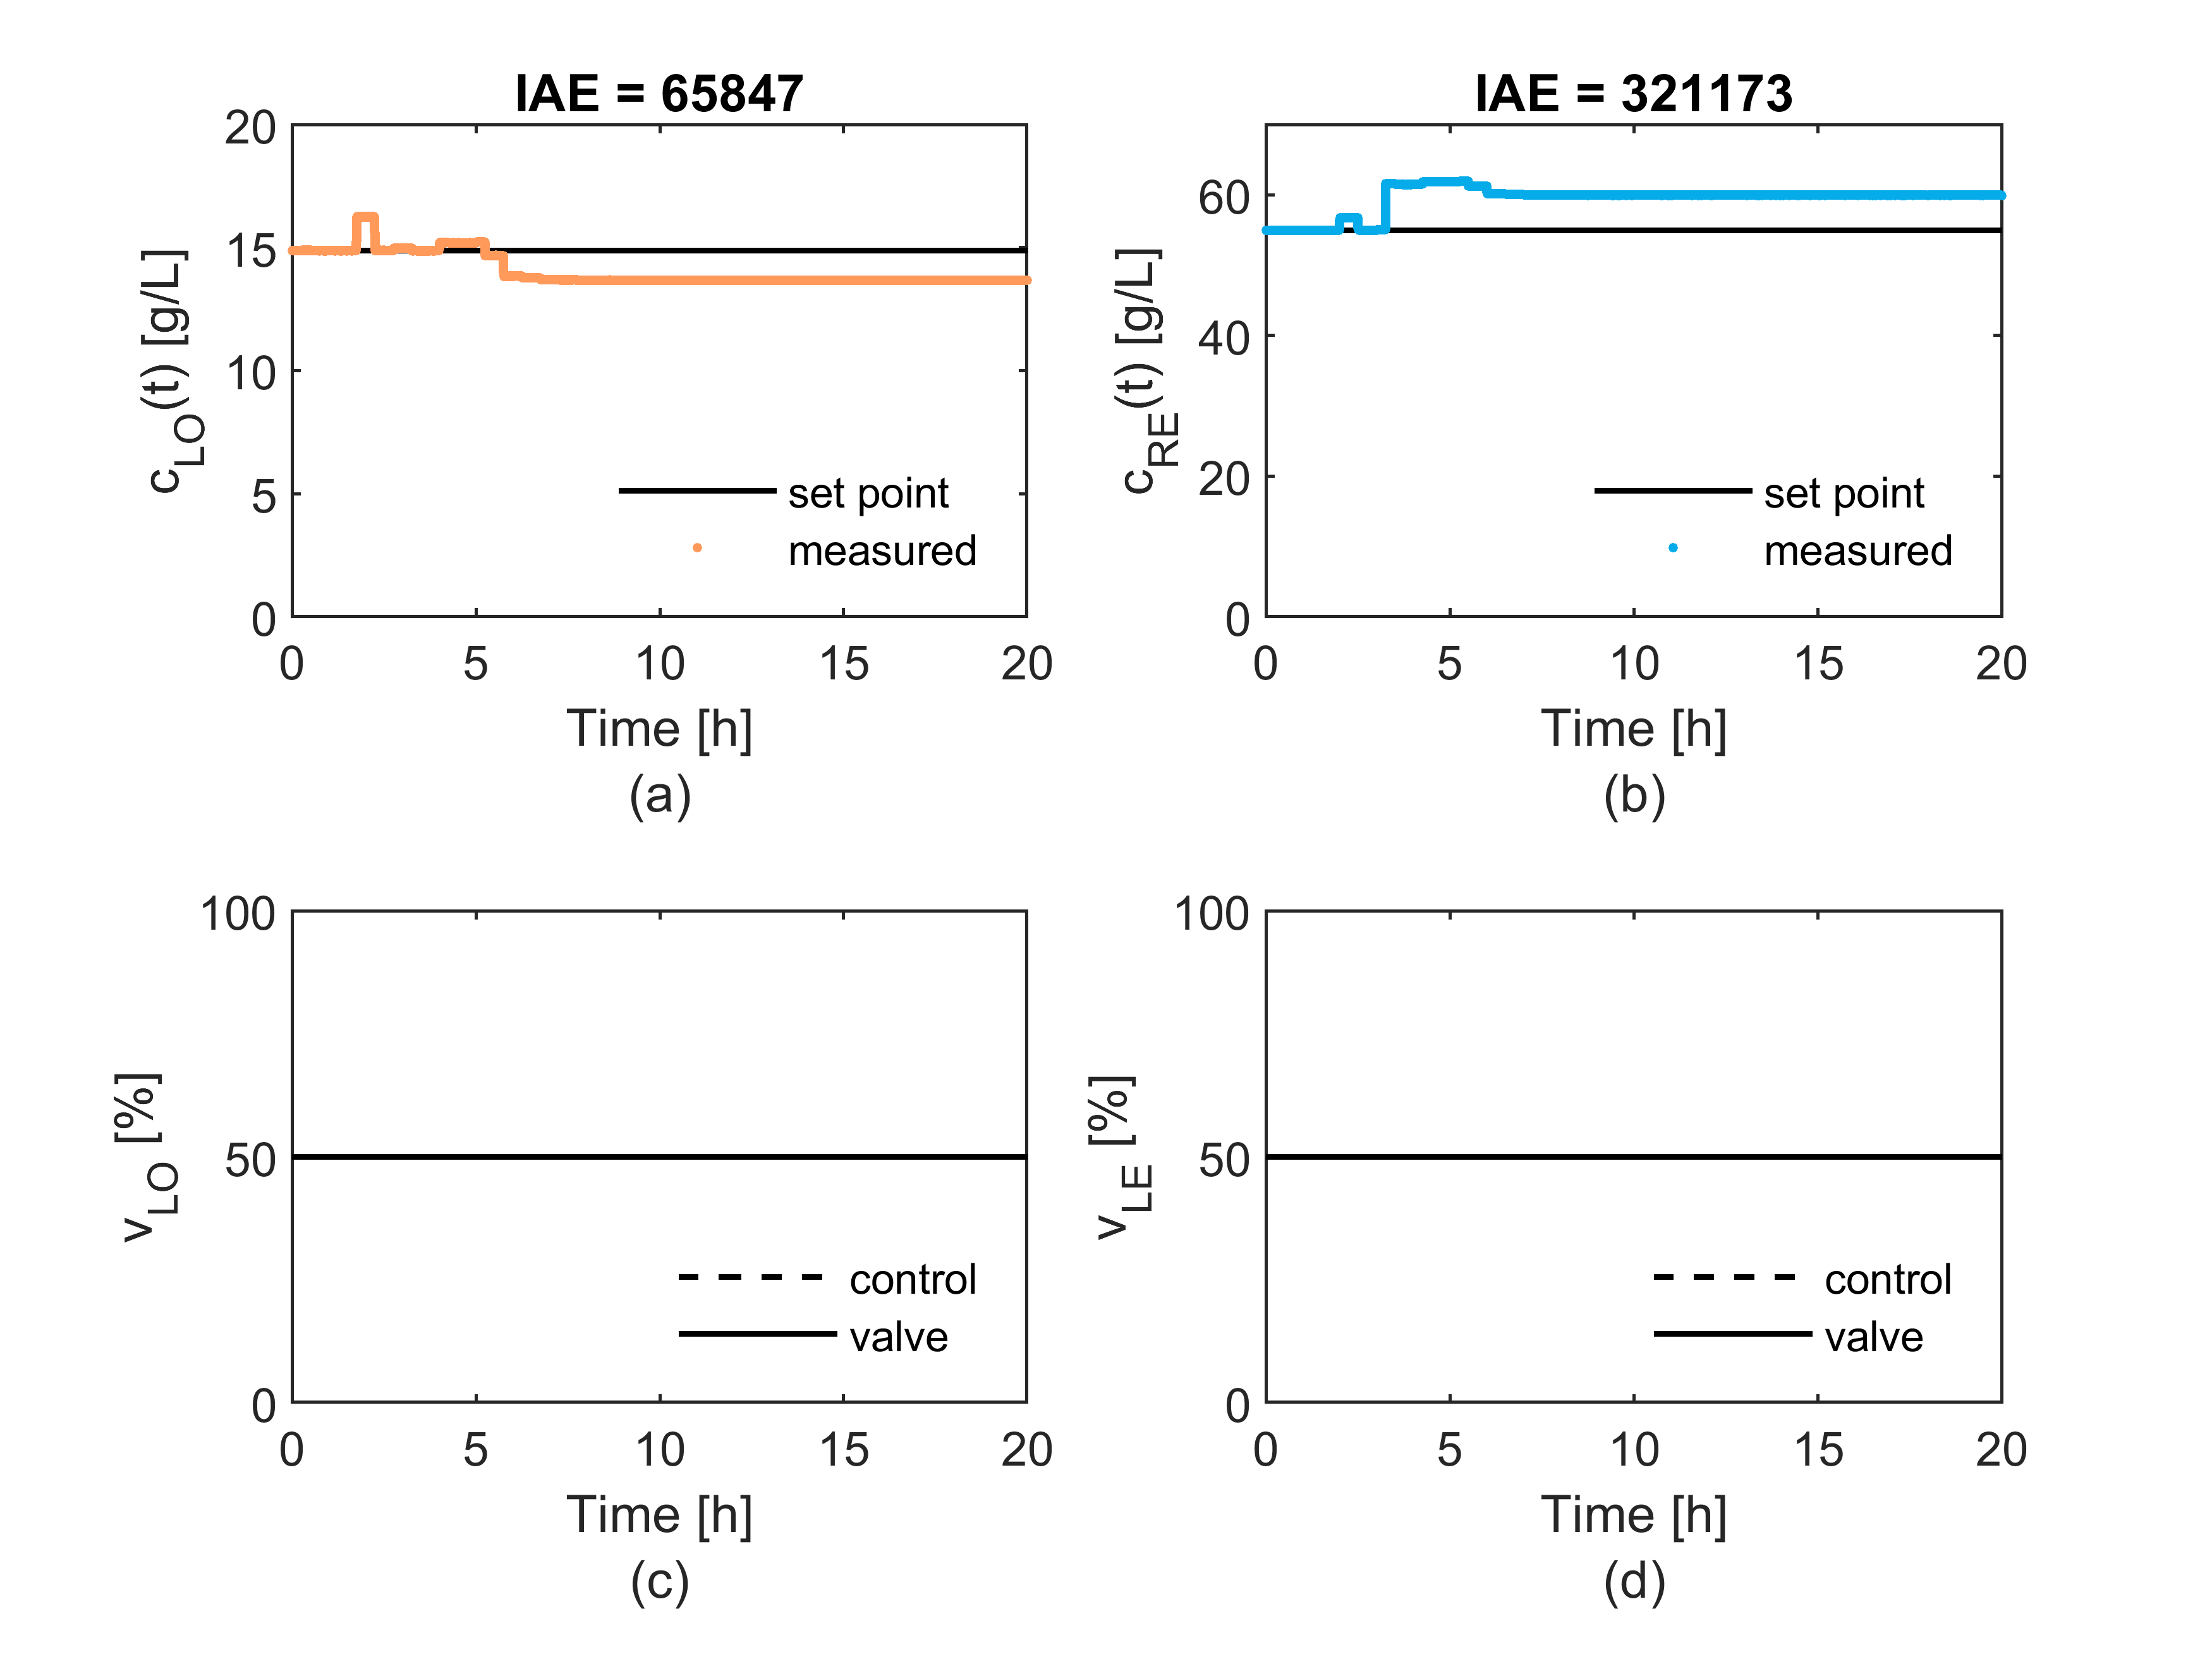 IAE = 65847
20
15
10
5
0
c_LO(t) [g/L]
set point
measured
0 5 10 15 20
Time [h]
(a)
IAE = 321173
60
40
20
0
c_RE(t) [g/L]
set point
measured
0 5 10 15 20
Time [h]
(b)
100
50
0
v_LO [%]
control
valve
0 5 10 15 20
Time [h]
(c)
100
50
0
v_LE [%]
control
valve
0 5 10 15 20
Time [h]
(d)